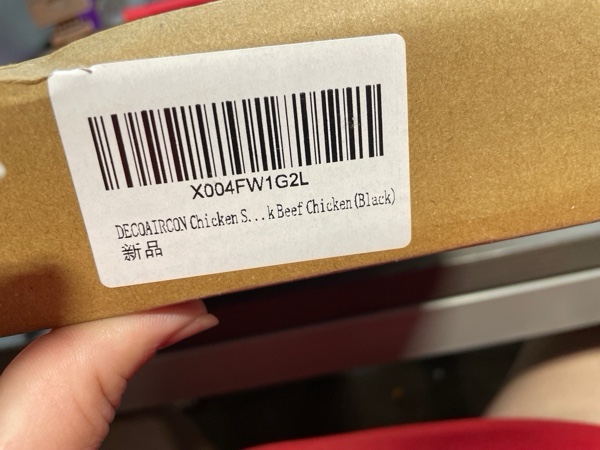 X004FW1G2L
DECOAIRCON Chicken S...k Beef Chicken(Black)
新品